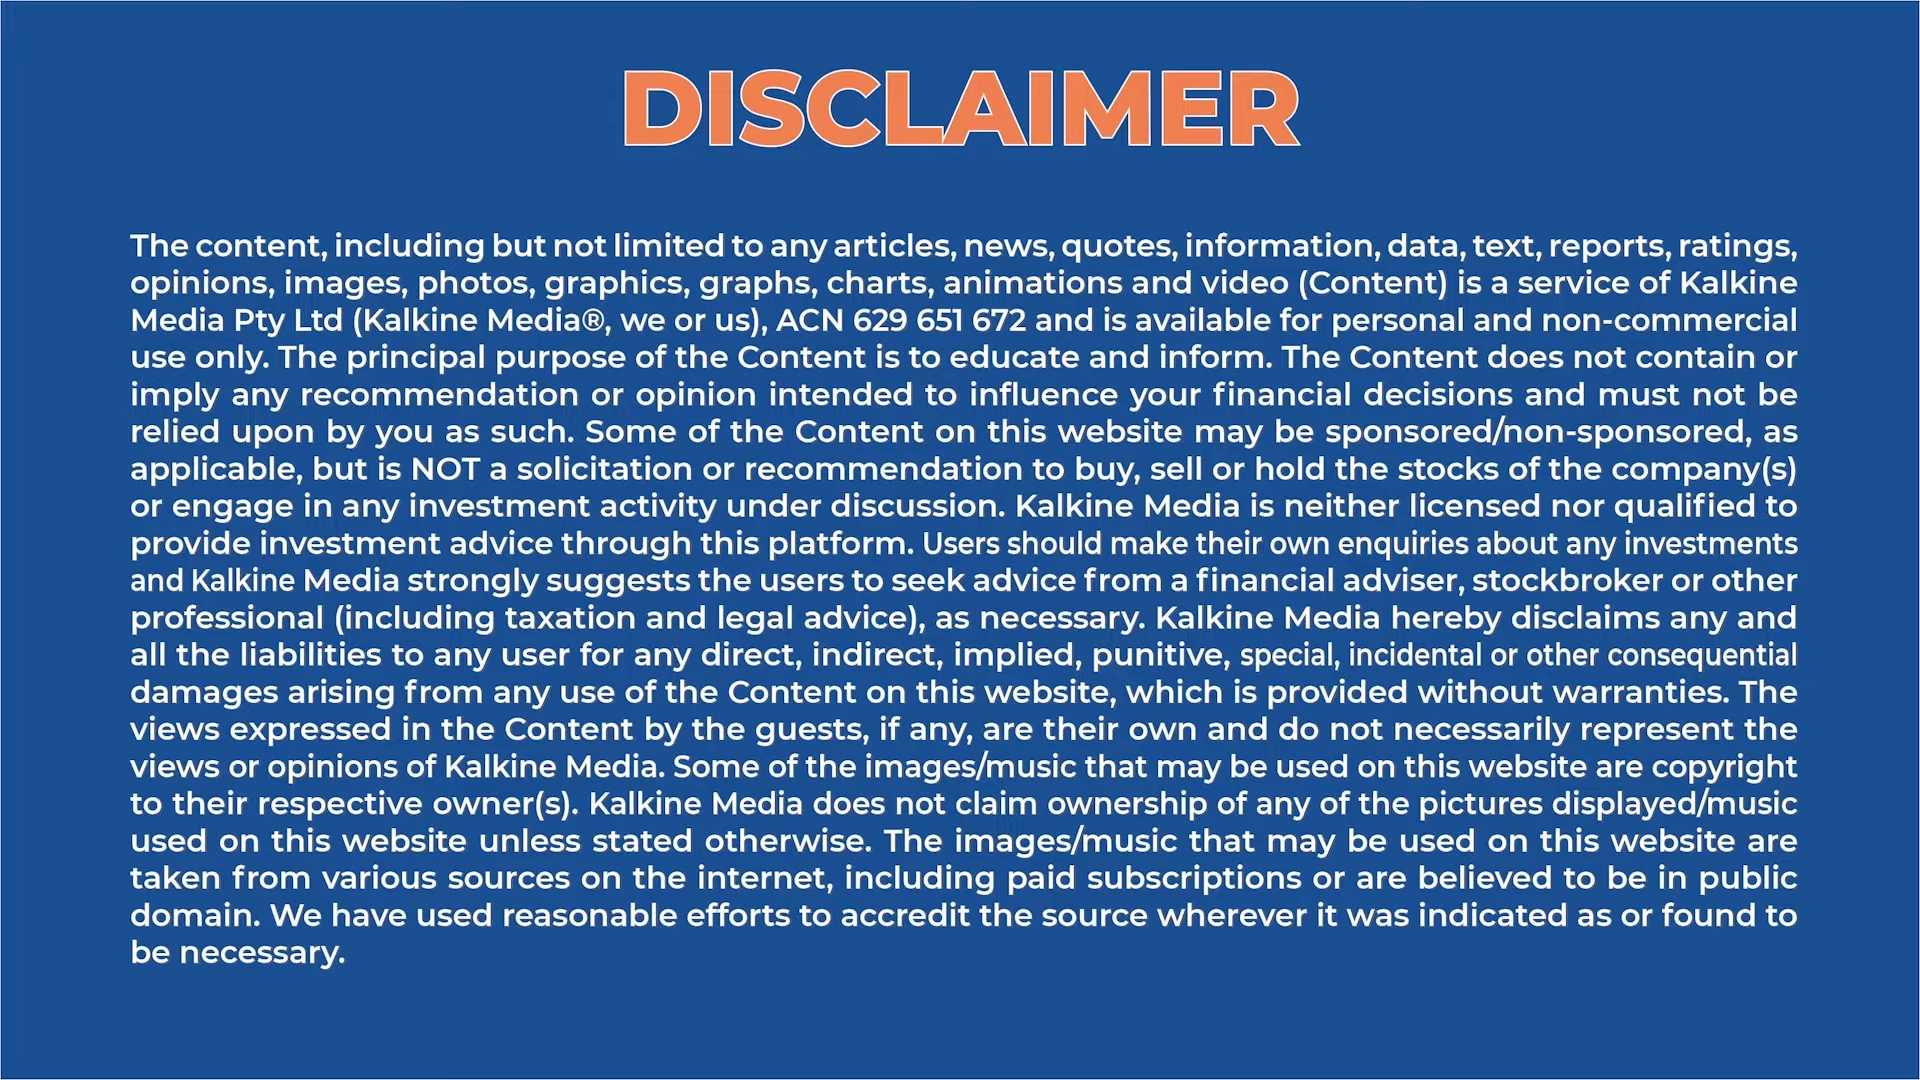 DISCLAIMER
The content, including but not limited to any articles, news, quotes, information, data, text, reports, ratings,
opinions, images, photos, graphics, graphs, charts, animations and video (Content) is a service of Kalkine
Media Pty Ltd (Kalkine Media®, we or us), ACN 629 651 672 and is available for personal and non-commercial
use only. The principal purpose of the Content is to educate and inform. The Content does not contain or
imply any recommendation or opinion intended to influence your financial decisions and must not be
relied upon by you as such. Some of the Content on this website may be sponsored/non-sponsored, as
applicable, but is NOT a solicitation or recommendation to buy, sell or hold the stocks of the company(s)
or engage in any investment activity under discussion. Kalkine Media is neither licensed nor qualified to
provide investment advice through this platform. Users should make their own enquiries about any investments
and Kalkine Media strongly suggests the users to seek advice from a financial adviser, stockbroker or other
professional (including taxation and legal advice), as necessary. Kalkine Media hereby disclaims any and
all the liabilities to any user for any direct, indirect, implied, punitive, special, incidental or other consequential
damages arising from any use of the Content on this website, which is provided without warranties. The
views expressed in the Content by the guests, if any, are their own and do not necessarily represent the
views or opinions of Kalkine Media. Some of the images/music that may be used on this website are copyright
to their respective owner(s). Kalkine Media does not claim ownership of any of the pictures displayed/music
used on this website unless stated otherwise. The images/music that may be used on this website are
taken from various sources on the internet, including paid subscriptions or are believed to be in public
domain. We have used reasonable efforts to accredit the source wherever it was indicated as or found to
be necessary.